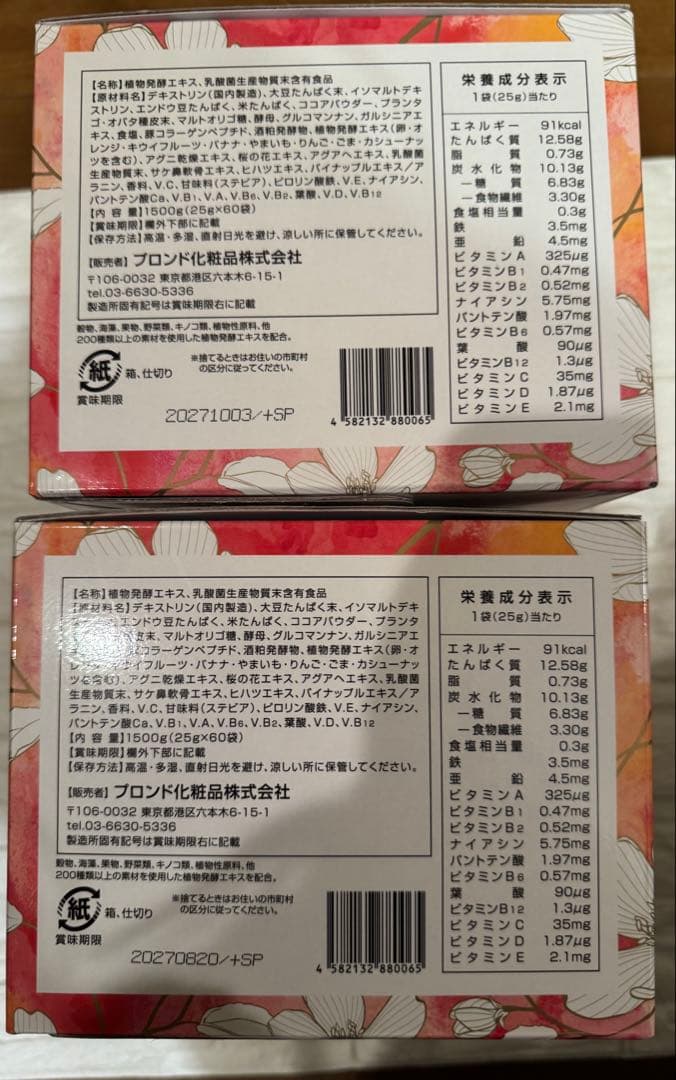 【名称】植物発酵エキス、乳酸菌生産物質末含有食品
【原材料名】デキストリン(国内製造)、大豆たんぱく末、イソマルトデキ
ストリン、エンドウ豆たんぱく、米たんぱく、ココアパウダー、プランタ
ゴ・オバタ種皮末、マルトオリゴ糖、酵母、グルコマンナン、ガルシニアエ
キス、食塩、豚コラーゲンペプチド、酒粕発酵物、植物発酵エキス(卵・オ
レンジ・キウイフルーツ・バナナ・やまいも・りんご・ごま・カシューナッ
ツを含む)、アグニ乾燥エキス、桜の花エキス、アグアヘエキス、乳酸菌
生産物質末、サケ鼻軟骨エキス、ヒハツエキス、パイナップルエキス／ア
ラニン、香料、V.C、甘味料(ステビア)、ピロリン酸鉄、V.E、ナイアシン、
パントテン酸Ca、V.B1、V.A、V.B6、V.B2、葉酸、V.D、V.B12
【内 容 量】1500g(25g×60袋)
【賞味期限】欄外下部に記載
【保存方法】高温・多湿、直射日光を避け、涼しい所に保管してください。
【販売者】ブロンド化粧品株式会社
〒106-0032 東京都港区六本木6-15-1
tel.03-6630-5336
製造所固有記号は賞味期限右に記載
穀物、海藻、果物、野菜類、キノコ類、植物性原料、他
200種類以上の素材を使用した植物発酵エキスを配合。
紙
箱、仕切り
※捨てるときはお住いの市町村
の区分に従ってください。
賞味期限
20271003/+SP
4 582132 880065
栄養成分表示
1袋(25g)当たり
エネルギー 91kcal
たんぱく質 12.58g
脂 質 0.73g
炭水化物 10.13g
―糖 質 6.83g
―食物繊維 3.30g
食塩相当量 0.3g
鉄 3.5mg
亜 鉛 4.5mg
ビタミンA 325μg
ビタミンB1 0.47mg
ビタミンB2 0.52mg
ナイアシン 5.75mg
パントテン酸 1.97mg
ビタミンB6 0.57mg
葉 酸 90μg
ビタミンB12 1.3μg
ビタミンC 35mg
ビタミンD 1.87μg
ビタミンE 2.1mg
【名称】植物発酵エキス、乳酸菌生産物質末含有食品
【原材料名】デキストリン(国内製造)、大豆たんぱく末、イソマルトデキ
エンドウ豆たんぱく、米たんぱく、ココアパウダー、プランタ
皮末、マルトオリゴ糖、酵母、グルコマンナン、ガルシニアエ
コラーゲンペプチド、酒粕発酵物、植物発酵エキス(卵・オ
イフルーツ・バナナ・やまいも・りんご・ごま・カシューナッ
ツを含む)、アグニ乾燥エキス、桜の花エキス、アグアヘエキス、乳酸菌
生産物質末、サケ鼻軟骨エキス、ヒハツエキス、パイナップルエキス／ア
ラニン、香料、V.C、甘味料(ステビア)、ピロリン酸鉄、V.E、ナイアシン、
パントテン酸Ca、V.B1、V.A、V.B6、V.B2、葉酸、V.D、V.B12
【内 容 量】1500g(25g×60袋)
【賞味期限】欄外下部に記載
【保存方法】高温・多湿、直射日光を避け、涼しい所に保管してください。
【販売者】ブロンド化粧品株式会社
〒106-0032 東京都港区六本木6-15-1
tel.03-6630-5336
製造所固有記号は賞味期限右に記載
穀物、海藻、果物、野菜類、キノコ類、植物性原料、他
200種類以上の素材を使用した植物発酵エキスを配合。
紙
箱、仕切り
※捨てるときはお住いの市町村
の区分に従ってください。
賞味期限
20270820/+SP
4 582132 880065
栄養成分表示
1袋(25g)当たり
エネルギー 91kcal
たんぱく質 12.58g
脂 質 0.73g
炭水化物 10.13g
―糖 質 6.83g
―食物繊維 3.30g
食塩相当量 0.3g
鉄 3.5mg
亜 鉛 4.5mg
ビタミンA 325μg
ビタミンB1 0.47mg
ビタミンB2 0.52mg
ナイアシン 5.75mg
パントテン酸 1.97mg
ビタミンB6 0.57mg
葉 酸 90μg
ビタミンB12 1.3μg
ビタミンC 35mg
ビタミンD 1.87μg
ビタミンE 2.1mg